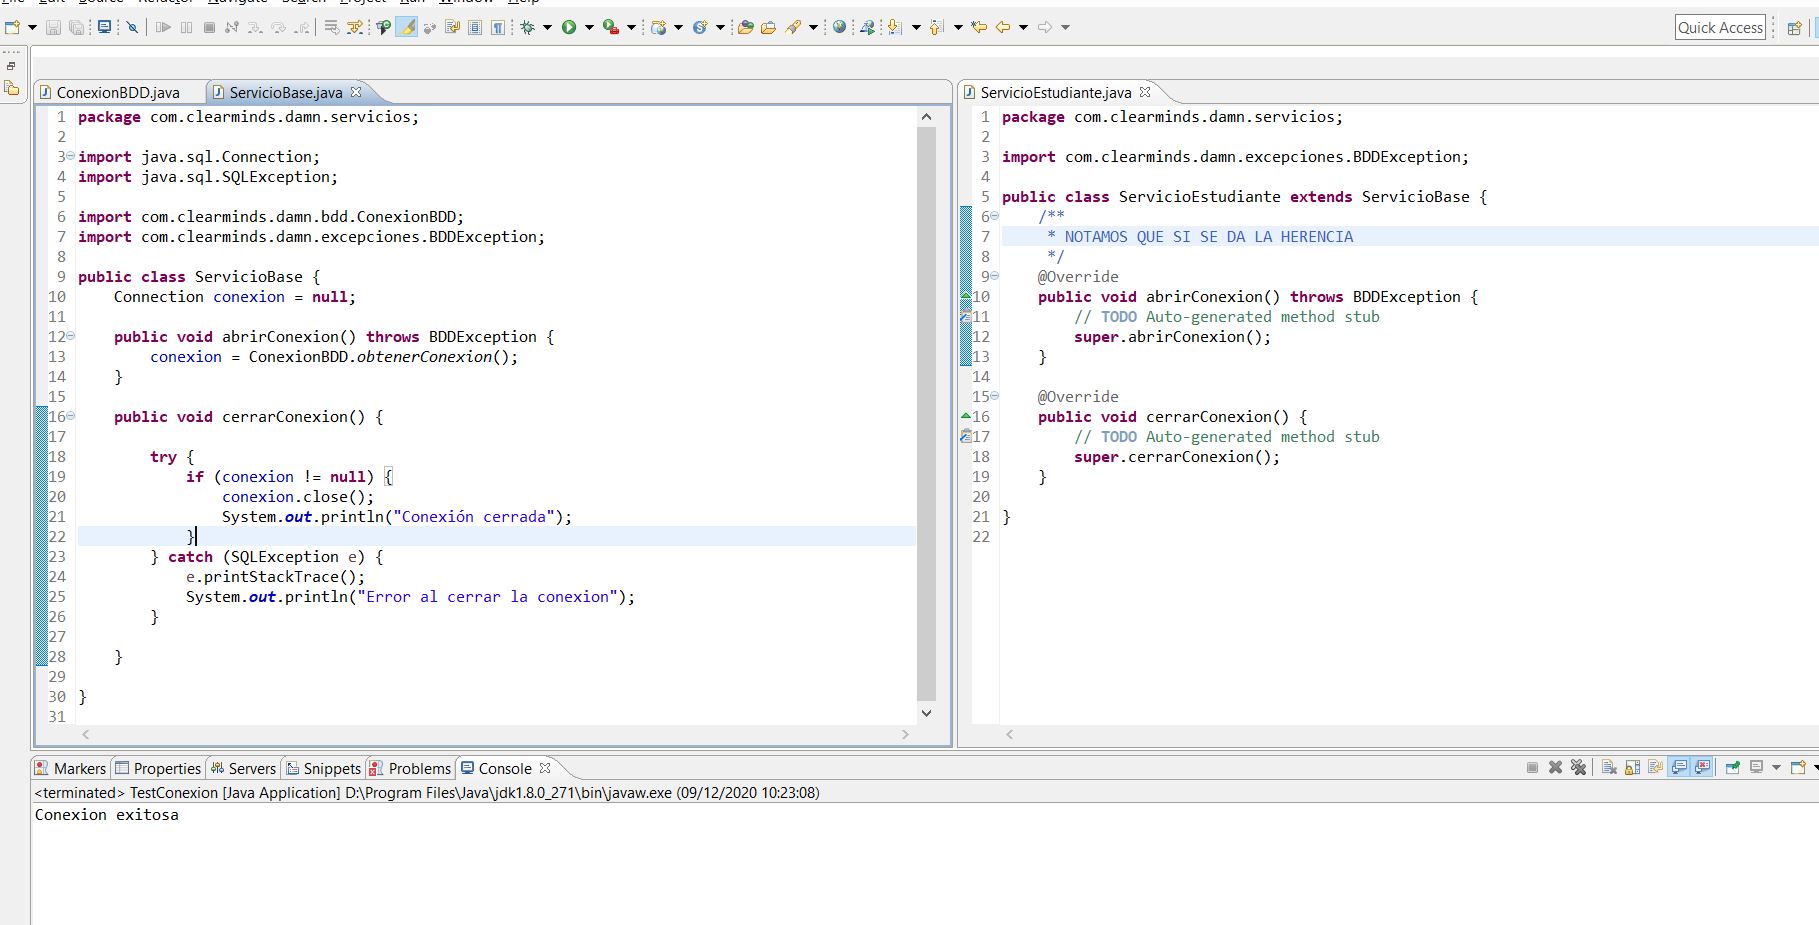 File Edit Source Refactor Navigate Search Project Run Window Help
Quick Access
ConexionBDD.java ServicioBase.java
1 package com.clearminds.damn.servicios;
2
3 import java.sql.Connection;
4 import java.sql.SQLException;
5
6 import com.clearminds.damn.bdd.ConexionBDD;
7 import com.clearminds.damn.excepciones.BDDException;
8
9 public class ServicioBase {
10 Connection conexion = null;
11
12 public void abrirConexion() throws BDDException {
13 conexion = ConexionBDD.obtenerConexion();
14 }
15
16 public void cerrarConexion() {
17
18 try {
19 if (conexion != null) {
20 conexion.close();
21 System.out.println("Conexión cerrada");
22 }
23 } catch (SQLException e) {
24 e.printStackTrace();
25 System.out.println("Error al cerrar la conexion");
26 }
27
28 }
29
30 }
31
ServicioEstudiante.java
1 package com.clearminds.damn.servicios;
2
3 import com.clearminds.damn.excepciones.BDDException;
4
5 public class ServicioEstudiante extends ServicioBase {
6 /**
7 * NOTAMOS QUE SI SE DA LA HERENCIA
8 */
9 @Override
10 public void abrirConexion() throws BDDException {
11 // TODO Auto-generated method stub
12 super.abrirConexion();
13 }
14
15 @Override
16 public void cerrarConexion() {
17 // TODO Auto-generated method stub
18 super.cerrarConexion();
19 }
20
21 }
22
Markers Properties Servers Snippets Problems Console
<terminated> TestConexion [Java Application] D:\Program Files\Java\jdk1.8.0_271\bin\javaw.exe (09/12/2020 10:23:08)
Conexion exitosa